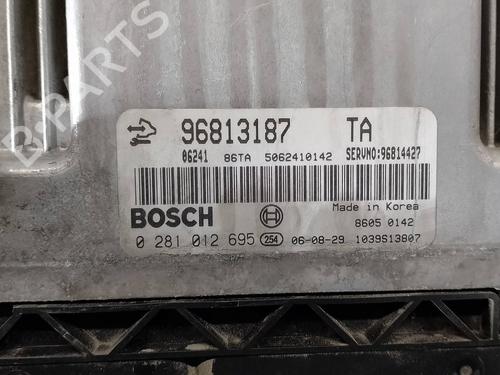 B-PARTS
96813187 TA
06241 86TA 5062410142 SERVNO:96814427
Made in Korea
BOSCH 8605 0142
0 281 012 695 254 06-08-29 1039S13807